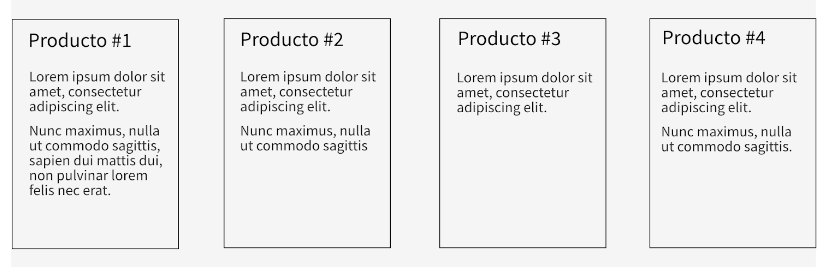 Producto #1
Lorem ipsum dolor sit
amet, consectetur
adipiscing elit.
Nunc maximus, nulla
ut commodo sagittis,
sapien dui mattis dui,
non pulvinar lorem
felis nec erat.
Producto #2
Lorem ipsum dolor sit
amet, consectetur
adipiscing elit.
Nunc maximus, nulla
ut commodo sagittis
Producto #3
Lorem ipsum dolor sit
amet, consectetur
adipiscing elit.
Producto #4
Lorem ipsum dolor sit
amet, consectetur
adipiscing elit.
Nunc maximus, nulla
ut commodo sagittis.